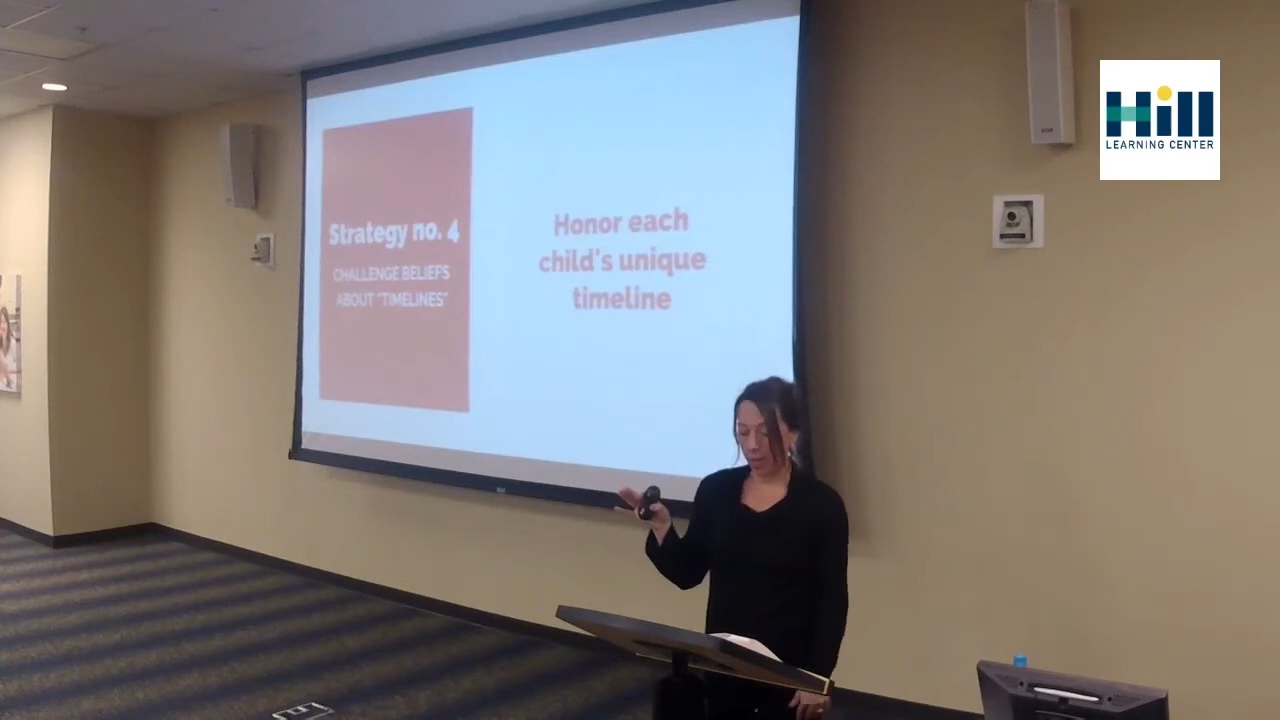 Strategy no. 4
CHALLENGE BELIEFS
ABOUT "TIMELINES"
Honor each
child's unique
timeline
Hill
LEARNING CENTER